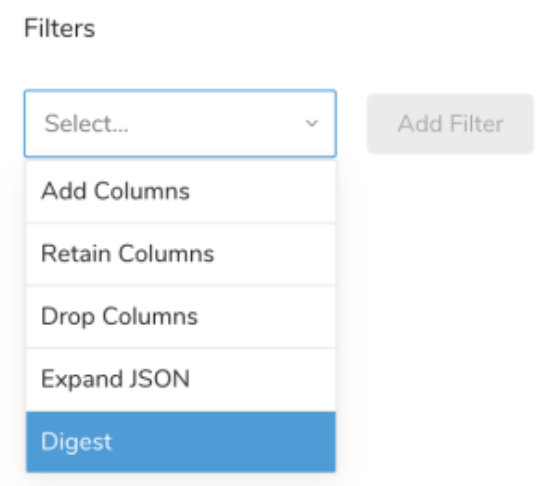 Filters
Select...
Add Filter
Add Columns
Retain Columns
Drop Columns
Expand JSON
Digest